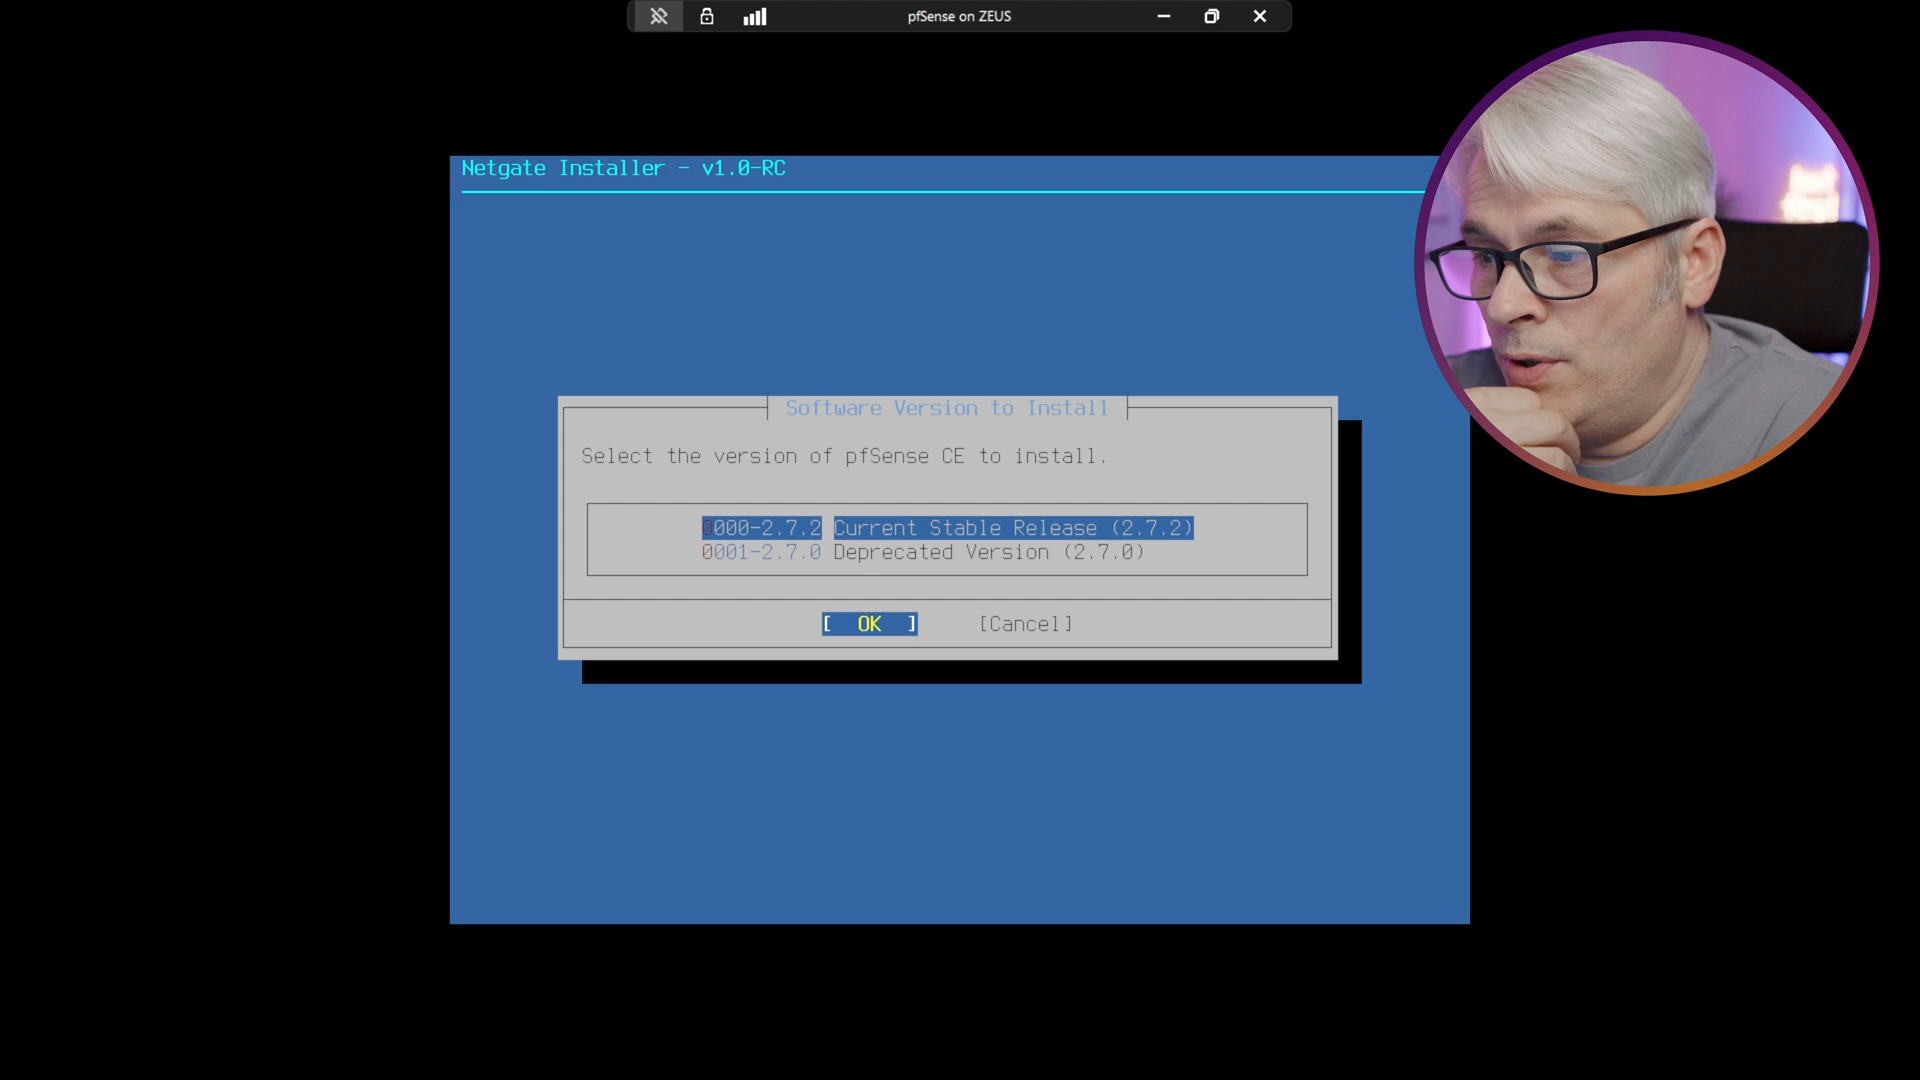 pfSense on ZEUS
Netgate Installer - v1.0-RC
Software Version to Install
Select the version of pfSense CE to install.
0000-2.7.2 Current Stable Release (2.7.2)
0001-2.7.0 Deprecated Version (2.7.0)
[ OK ] [Cancel]